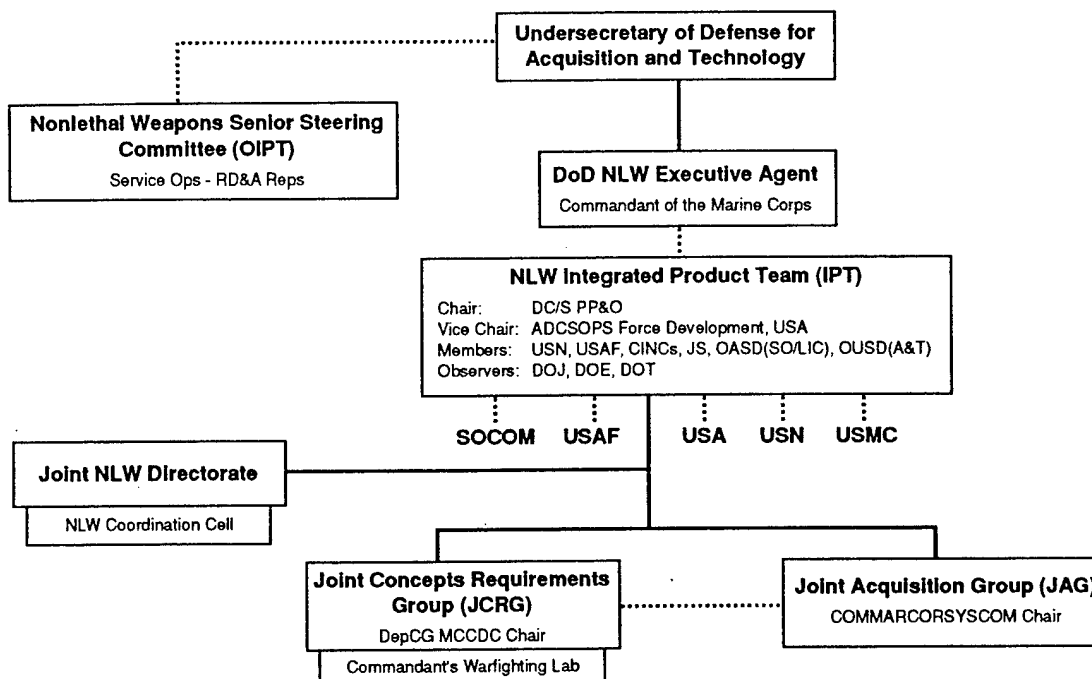 Undersecretary of Defense for
Acquisition and Technology
Nonlethal Weapons Senior Steering
Committee (OIPT)
Service Ops - RD&A Reps
DoD NLW Executive Agent
Commandant of the Marine Corps
NLW Integrated Product Team (IPT)
Chair: DC/S PP&O
Vice Chair: ADCSOPS Force Development, USA
Members: USN, USAF, CINCs, JS, OASD(SO/LIC), OUSD(A&T)
Observers: DOJ, DOE, DOT
SOCOM USAF USA USN USMC
Joint NLW Directorate
NLW Coordination Cell
Joint Concepts Requirements
Group (JCRG)
DepCG MCCDC Chair
Commandant's Warfighting Lab
Joint Acquisition Group (JAG)
COMMARCORSYSCOM Chair